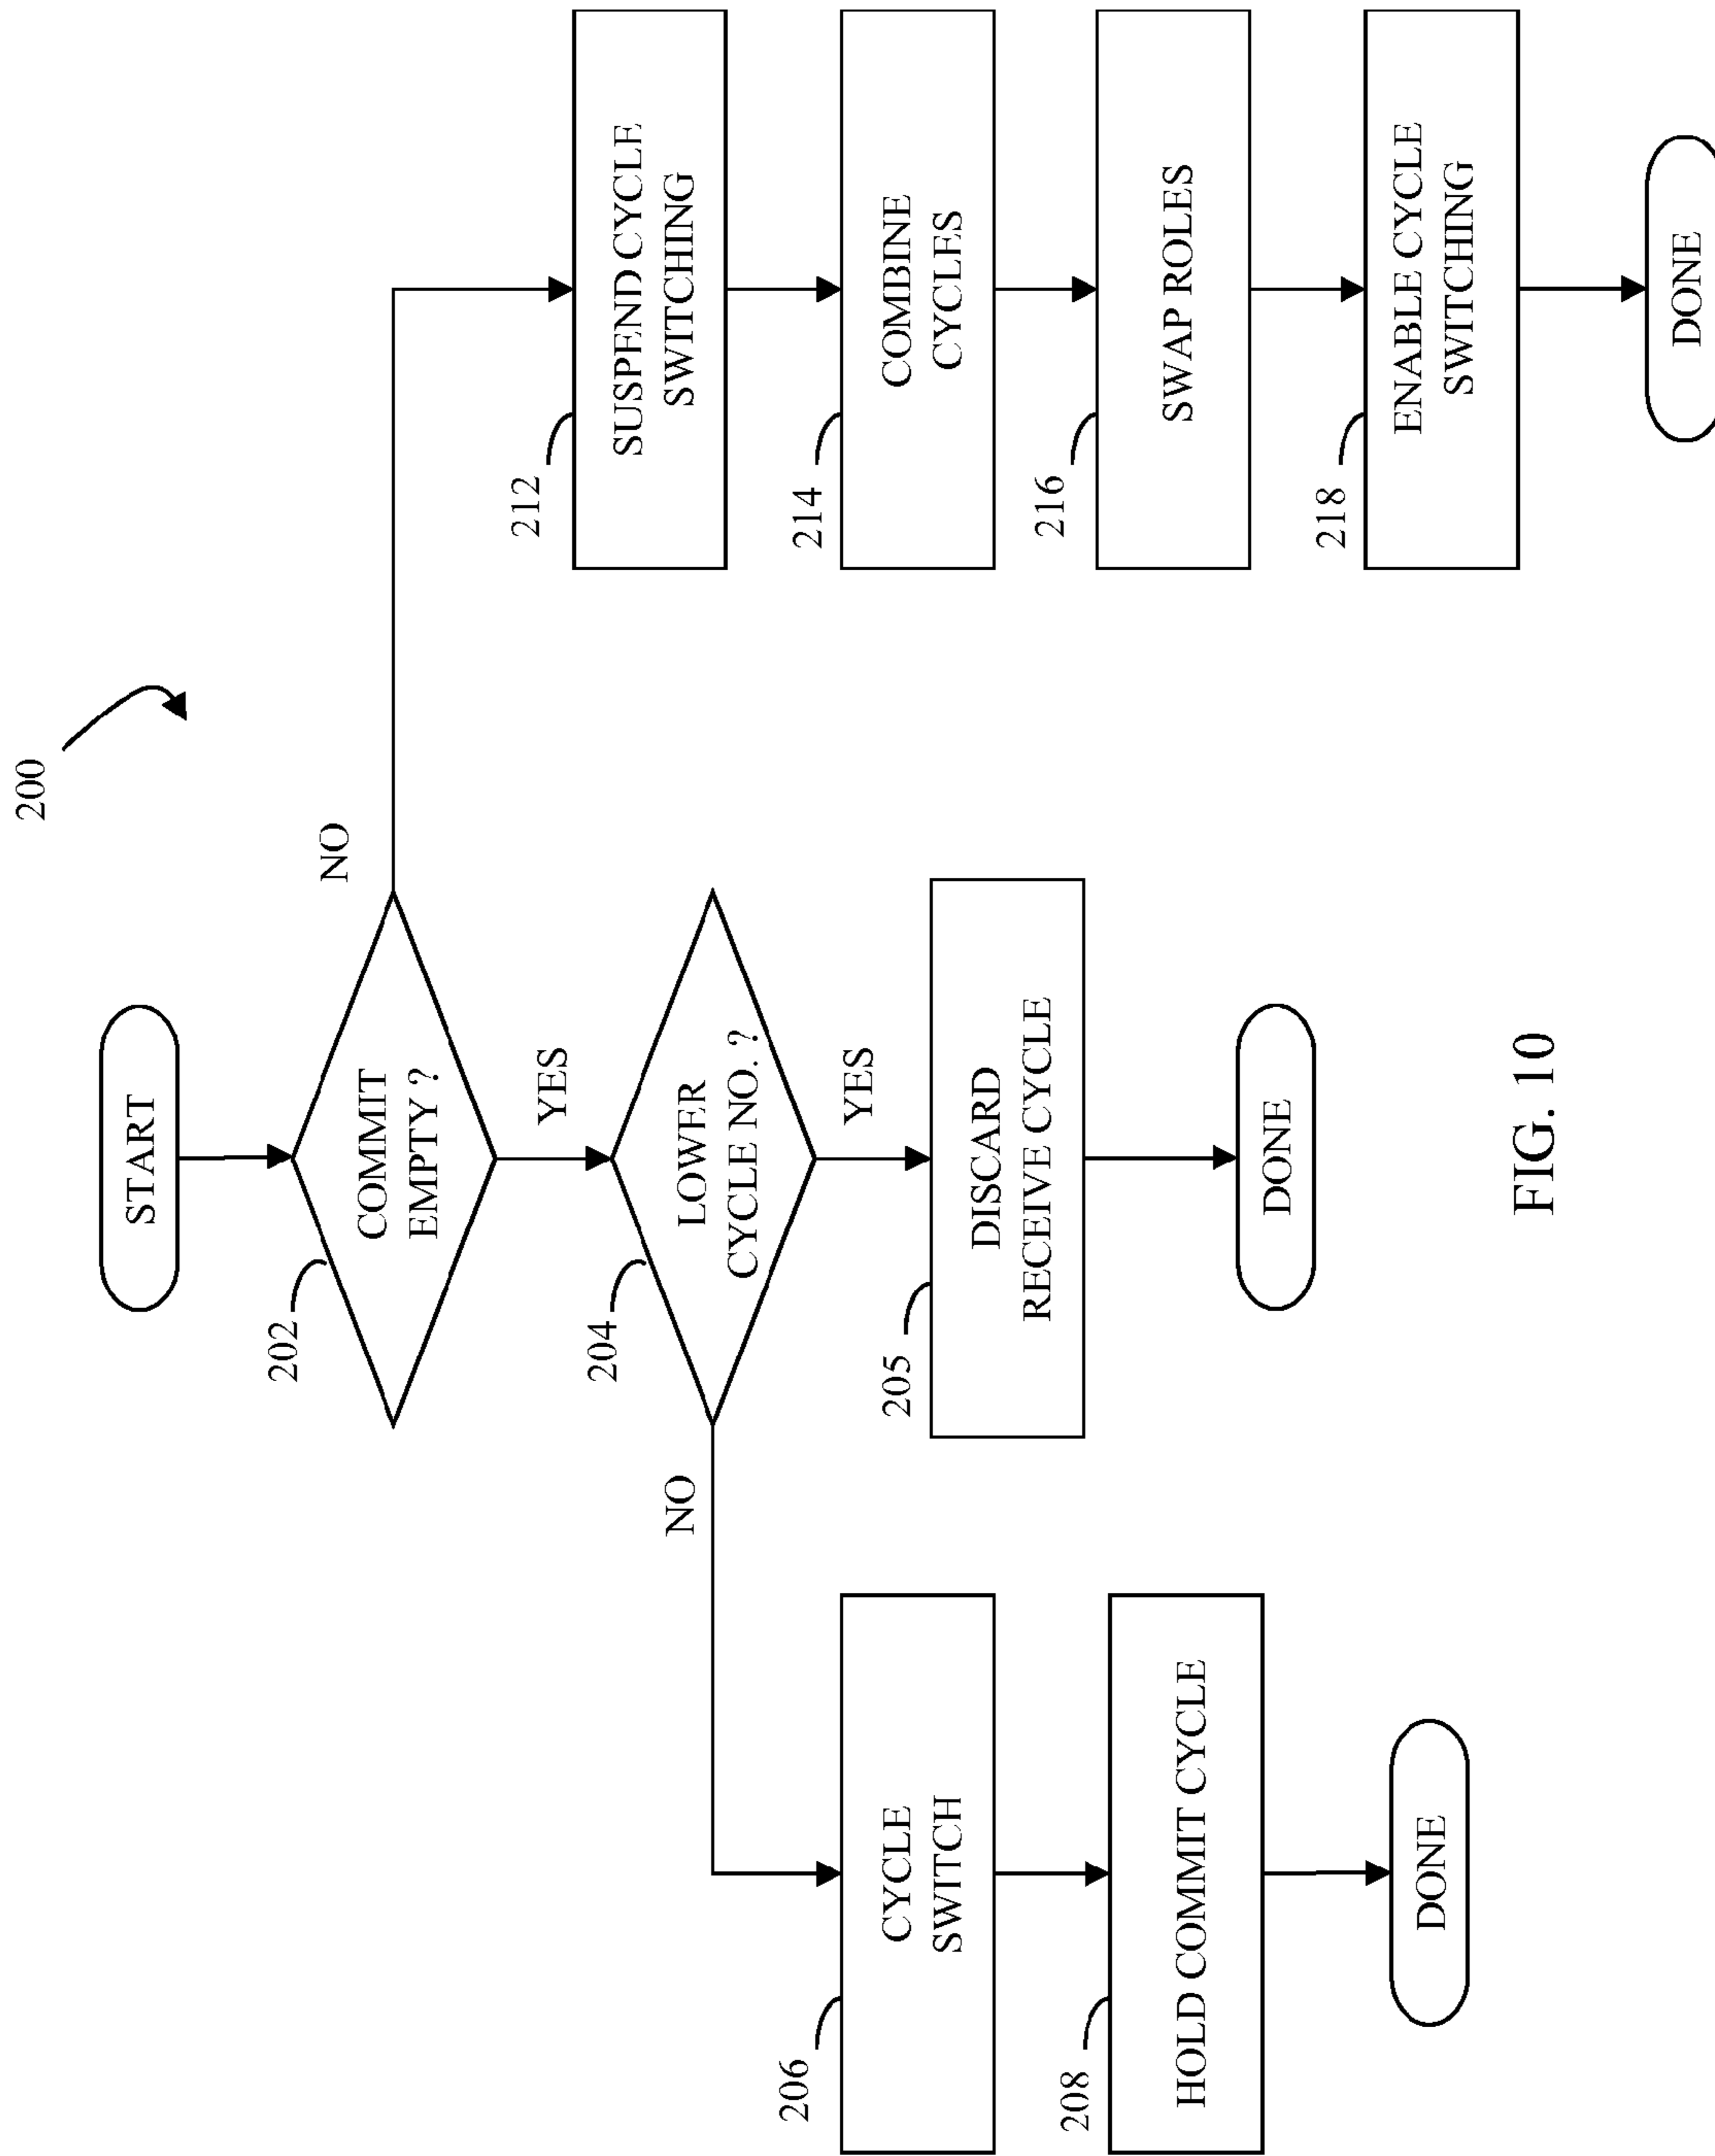 200
START
202
COMMIT
EMPTY ?
NO
YES
204
LOWER
CYCLE NO. ?
NO
YES
212
SUSPEND CYCLE
SWITCHING
205
DISCARD
RECEIVE CYCLE
206
CYCLE
SWITCH
214
COMBINE
CYCLES
208
HOLD COMMIT CYCLE
216
SWAP ROLES
DONE
218
ENABLE CYCLE
SWITCHING
DONE
DONE
FIG. 10